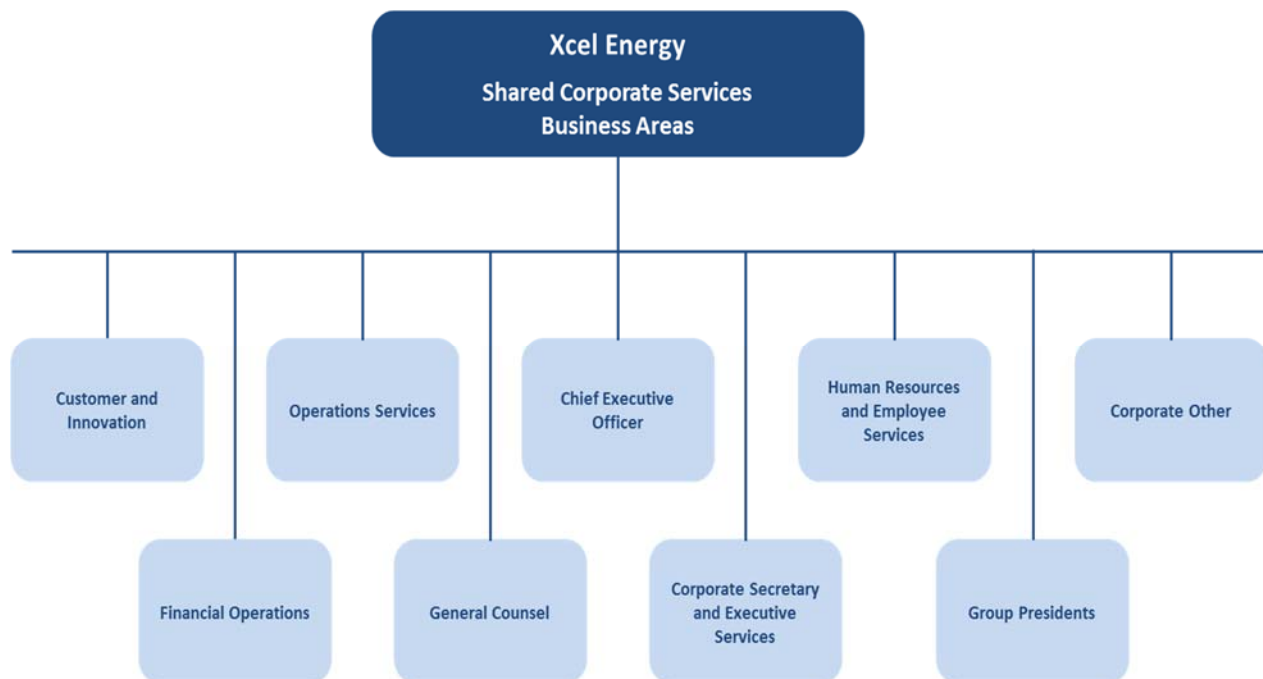 Xcel Energy
Shared Corporate Services
Business Areas
Customer and
Innovation
Operations Services
Chief Executive
Officer
Human Resources
and Employee
Services
Corporate Other
Financial Operations
General Counsel
Corporate Secretary
and Executive
Services
Group Presidents